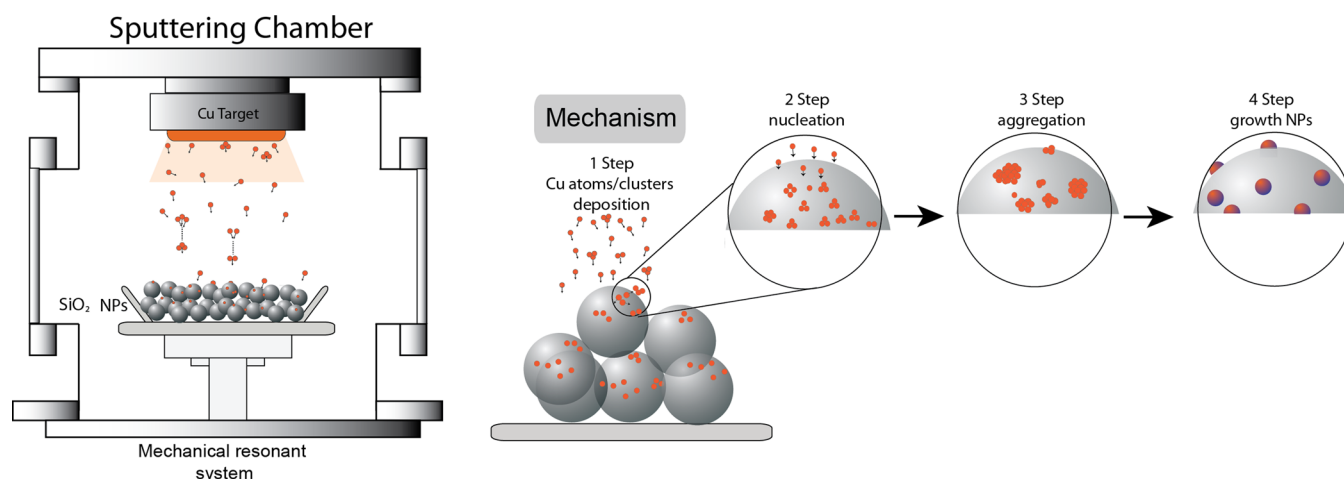 Sputtering Chamber
Cu Target
SiO₂ NPs
Mechanical resonant
system
Mechanism
1 Step
Cu atoms/clusters
deposition
2 Step
nucleation
3 Step
aggregation
4 Step
growth NPs